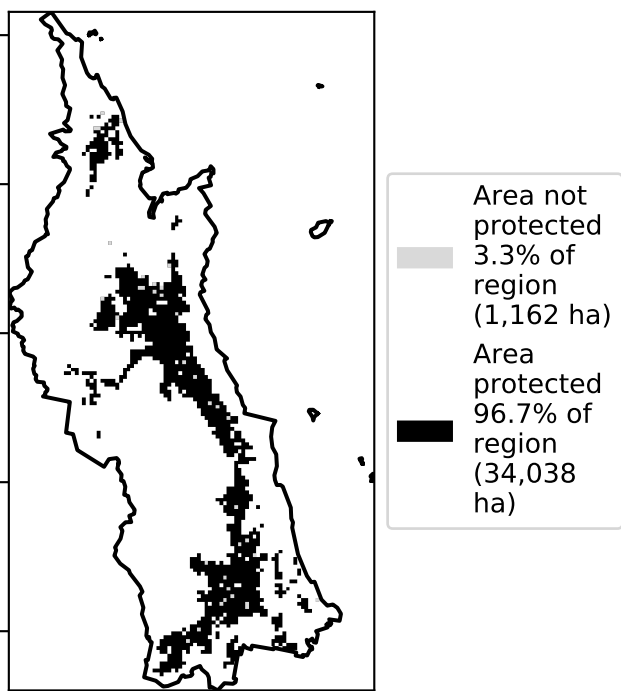 Area not
protected
3.3% of
region
(1,162 ha)
Area
protected
96.7% of
region
(34,038
ha)